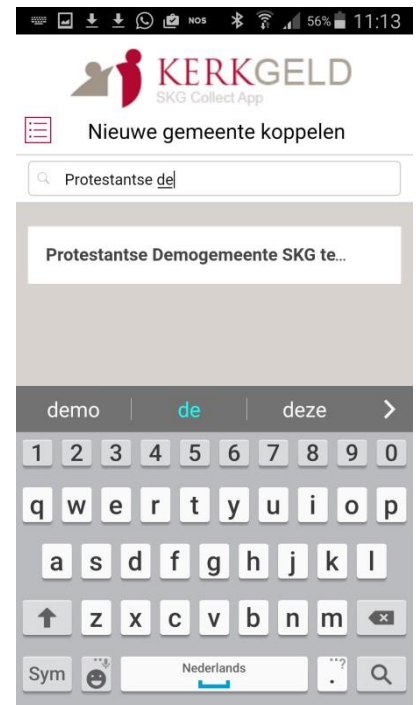 NOS 56% 11:13
KERKGELD
SKG Collect App
Nieuwe gemeente koppelen
Protestantse de
Protestantse Demogemeente SKG te...
demo de deze
1 2 3 4 5 6 7 8 9 0
q w e r t y u i o p
a s d f g h j k l
z x c v b n m
Sym Nederlands . ..?